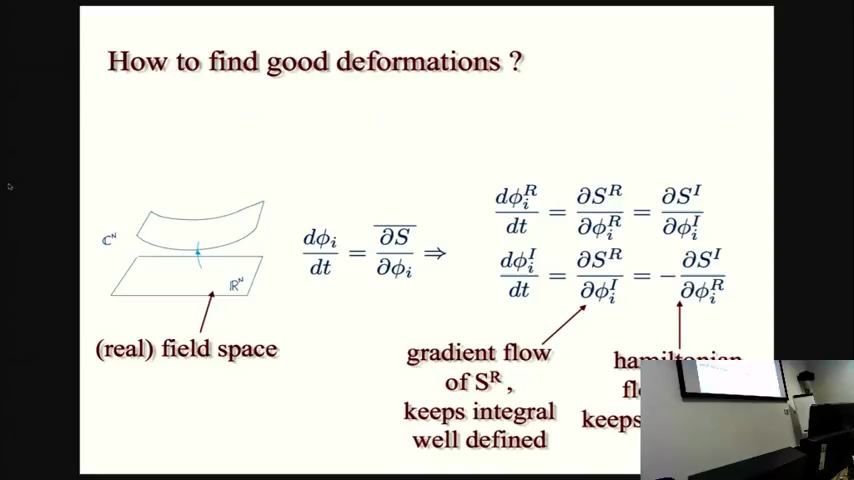 How to find good deformations ?
ℂᴺ
ℝᴺ
(real) field space
dφᵢ/dt = \overline{∂S/∂φᵢ} ⇒
dφᵢᴿ/dt = ∂Sᴿ/∂φᵢᴿ = ∂Sᴵ/∂φᵢᴵ
dφᵢᴵ/dt = ∂Sᴿ/∂φᵢᴵ = −∂Sᴵ/∂φᵢᴿ
gradient flow
of Sᴿ ,
keeps integral
well defined
hamiltonian
keeps